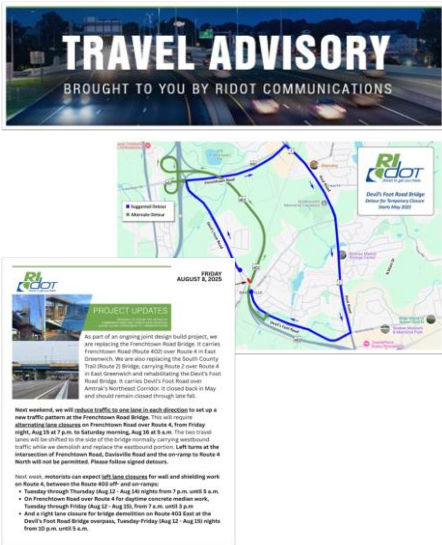 TRAVEL ADVISORY
BROUGHT TO YOU BY RIDOT COMMUNICATIONS
RI
DOT
Devil's Foot Road Bridge
Detour for Temporary Closure
Starts May 2025
Suggested Detour
Alternate Detour
Frenchtown Road
Devil's Foot Road
RI
DOT
FRIDAY
AUGUST 8, 2025
PROJECT UPDATES
As part of an ongoing joint design build project, we
are replacing the Frenchtown Road Bridge. It carries
Frenchtown Road (Route 402) over Route 4 in East
Greenwich. We are also replacing the South County
Trail (Route 2) Bridge, carrying Route 2 over Route 4
in East Greenwich and rehabilitating the Devil's Foot
Road Bridge. It carries Devil's Foot Road over
Amtrak's Northeast Corridor. It closed back in May
and should remain closed through late fall.
Next weekend, we will reduce traffic to one lane in each direction to set up a
new traffic pattern at the Frenchtown Road Bridge. This will require
alternating lane closures on Frenchtown Road over Route 4, from Friday
night, Aug 15 at 7 p.m. to Saturday morning, Aug 16 at 5 a.m. The two travel
lanes will be shifted to the side of the bridge normally carrying westbound
traffic while we demolish and replace the eastbound portion. Left turns at the
intersection of Frenchtown Road, Davisville Road and the on-ramp to Route 4
North will not be permitted. Please follow signed detours.
Next week, motorists can expect left lane closures for wall and shielding work
on Route 4, between the Route 403 off- and on-ramps:
• Tuesday through Thursday (Aug 12 - Aug 14) nights from 7 p.m. until 5 a.m.
• On Frenchtown Road over Route 4 for daytime concrete median work,
Tuesday through Friday (Aug 12 - Aug 15), from 7 a.m. until 3 p.m
• And a right lane closure for bridge demolition on Route 403 East at the
Devil's Foot Road Bridge overpass, Tuesday-Friday (Aug 12 - Aug 15) nights
from 10 p.m. until 5 a.m.